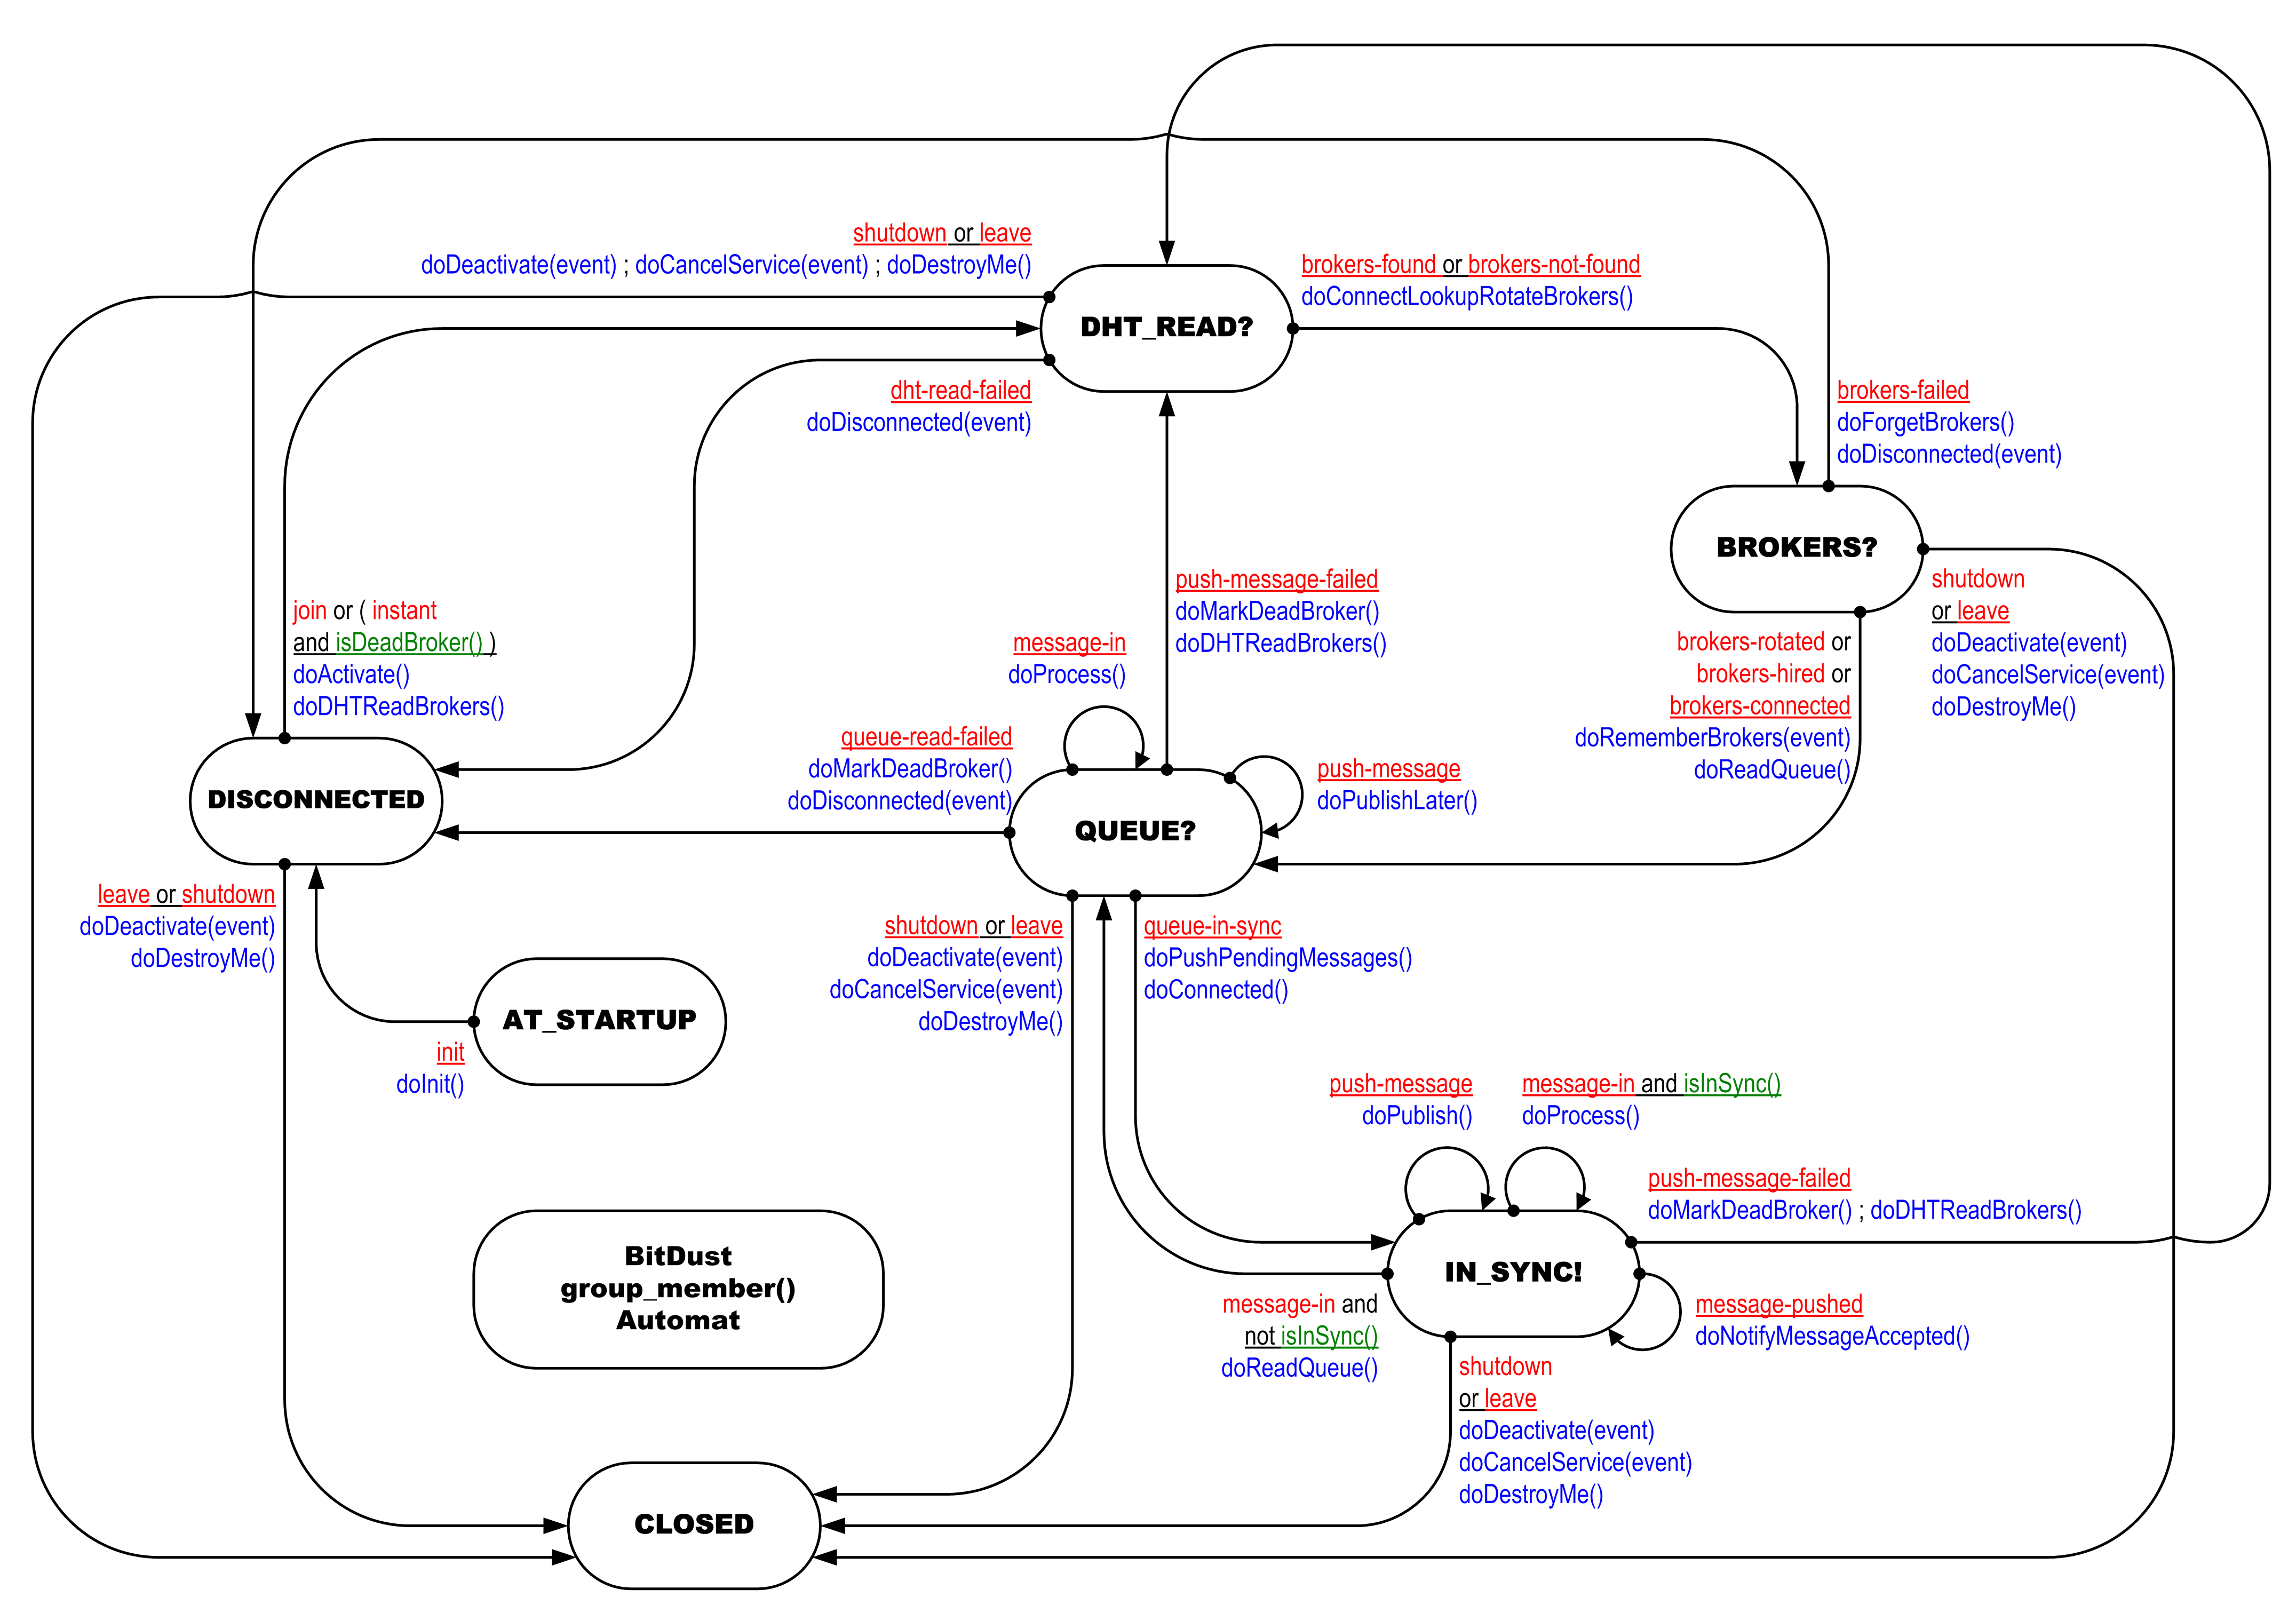 shutdown or leave
doDeactivate(event) ; doCancelService(event) ; doDestroyMe()
brokers-found or brokers-not-found
doConnectLookupRotateBrokers()
DHT_READ?
dht-read-failed
doDisconnected(event)
brokers-failed
doForgetBrokers()
doDisconnected(event)
BROKERS?
shutdown
or leave
doDeactivate(event)
doCancelService(event)
doDestroyMe()
brokers-rotated or
brokers-hired or
brokers-connected
doRememberBrokers(event)
doReadQueue()
push-message-failed
doMarkDeadBroker()
doDHTReadBrokers()
message-in
doProcess()
join or ( instant
and isDeadBroker() )
doActivate()
doDHTReadBrokers()
queue-read-failed
doMarkDeadBroker()
doDisconnected(event)
push-message
doPublishLater()
DISCONNECTED
QUEUE?
leave or shutdown
doDeactivate(event)
doDestroyMe()
shutdown or leave
doDeactivate(event)
doCancelService(event)
doDestroyMe()
queue-in-sync
doPushPendingMessages()
doConnected()
AT_STARTUP
init
doInit()
push-message
doPublish()
message-in and isInSync()
doProcess()
push-message-failed
doMarkDeadBroker() ; doDHTReadBrokers()
BitDust
group_member()
Automat
IN_SYNC!
message-in and
not isInSync()
doReadQueue()
message-pushed
doNotifyMessageAccepted()
shutdown
or leave
doDeactivate(event)
doCancelService(event)
doDestroyMe()
CLOSED